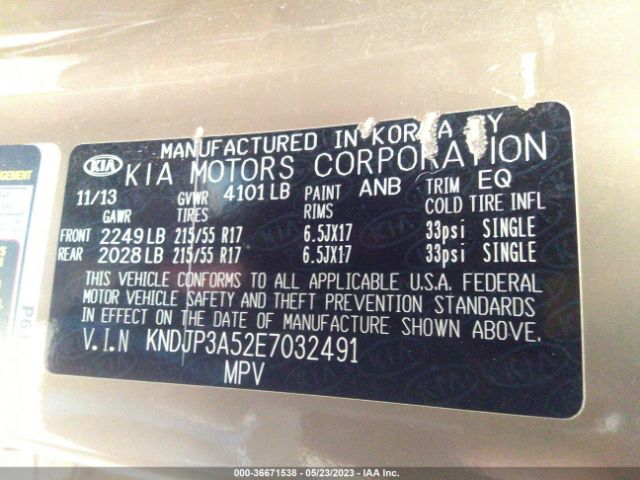 MANUFACTURED IN KOREA BY
KIA KIA MOTORS CORPORATION
11/13 GVWR 4101 LB PAINT ANB TRIM EQ
GAWR TIRES RIMS COLD TIRE INFL
FRONT 2249 LB 215/55 R17 6.5JX17 33psi SINGLE
REAR 2028 LB 215/55 R17 6.5JX17 33psi SINGLE
THIS VEHICLE CONFORMS TO ALL APPLICABLE U.S.A. FEDERAL
MOTOR VEHICLE SAFETY AND THEFT PREVENTION STANDARDS
IN EFFECT ON THE DATE OF MANUFACTURE SHOWN ABOVE.
V.I.N KNDJP3A52E7032491
MPV
000-36671538 - 05/23/2023 - IAA Inc.